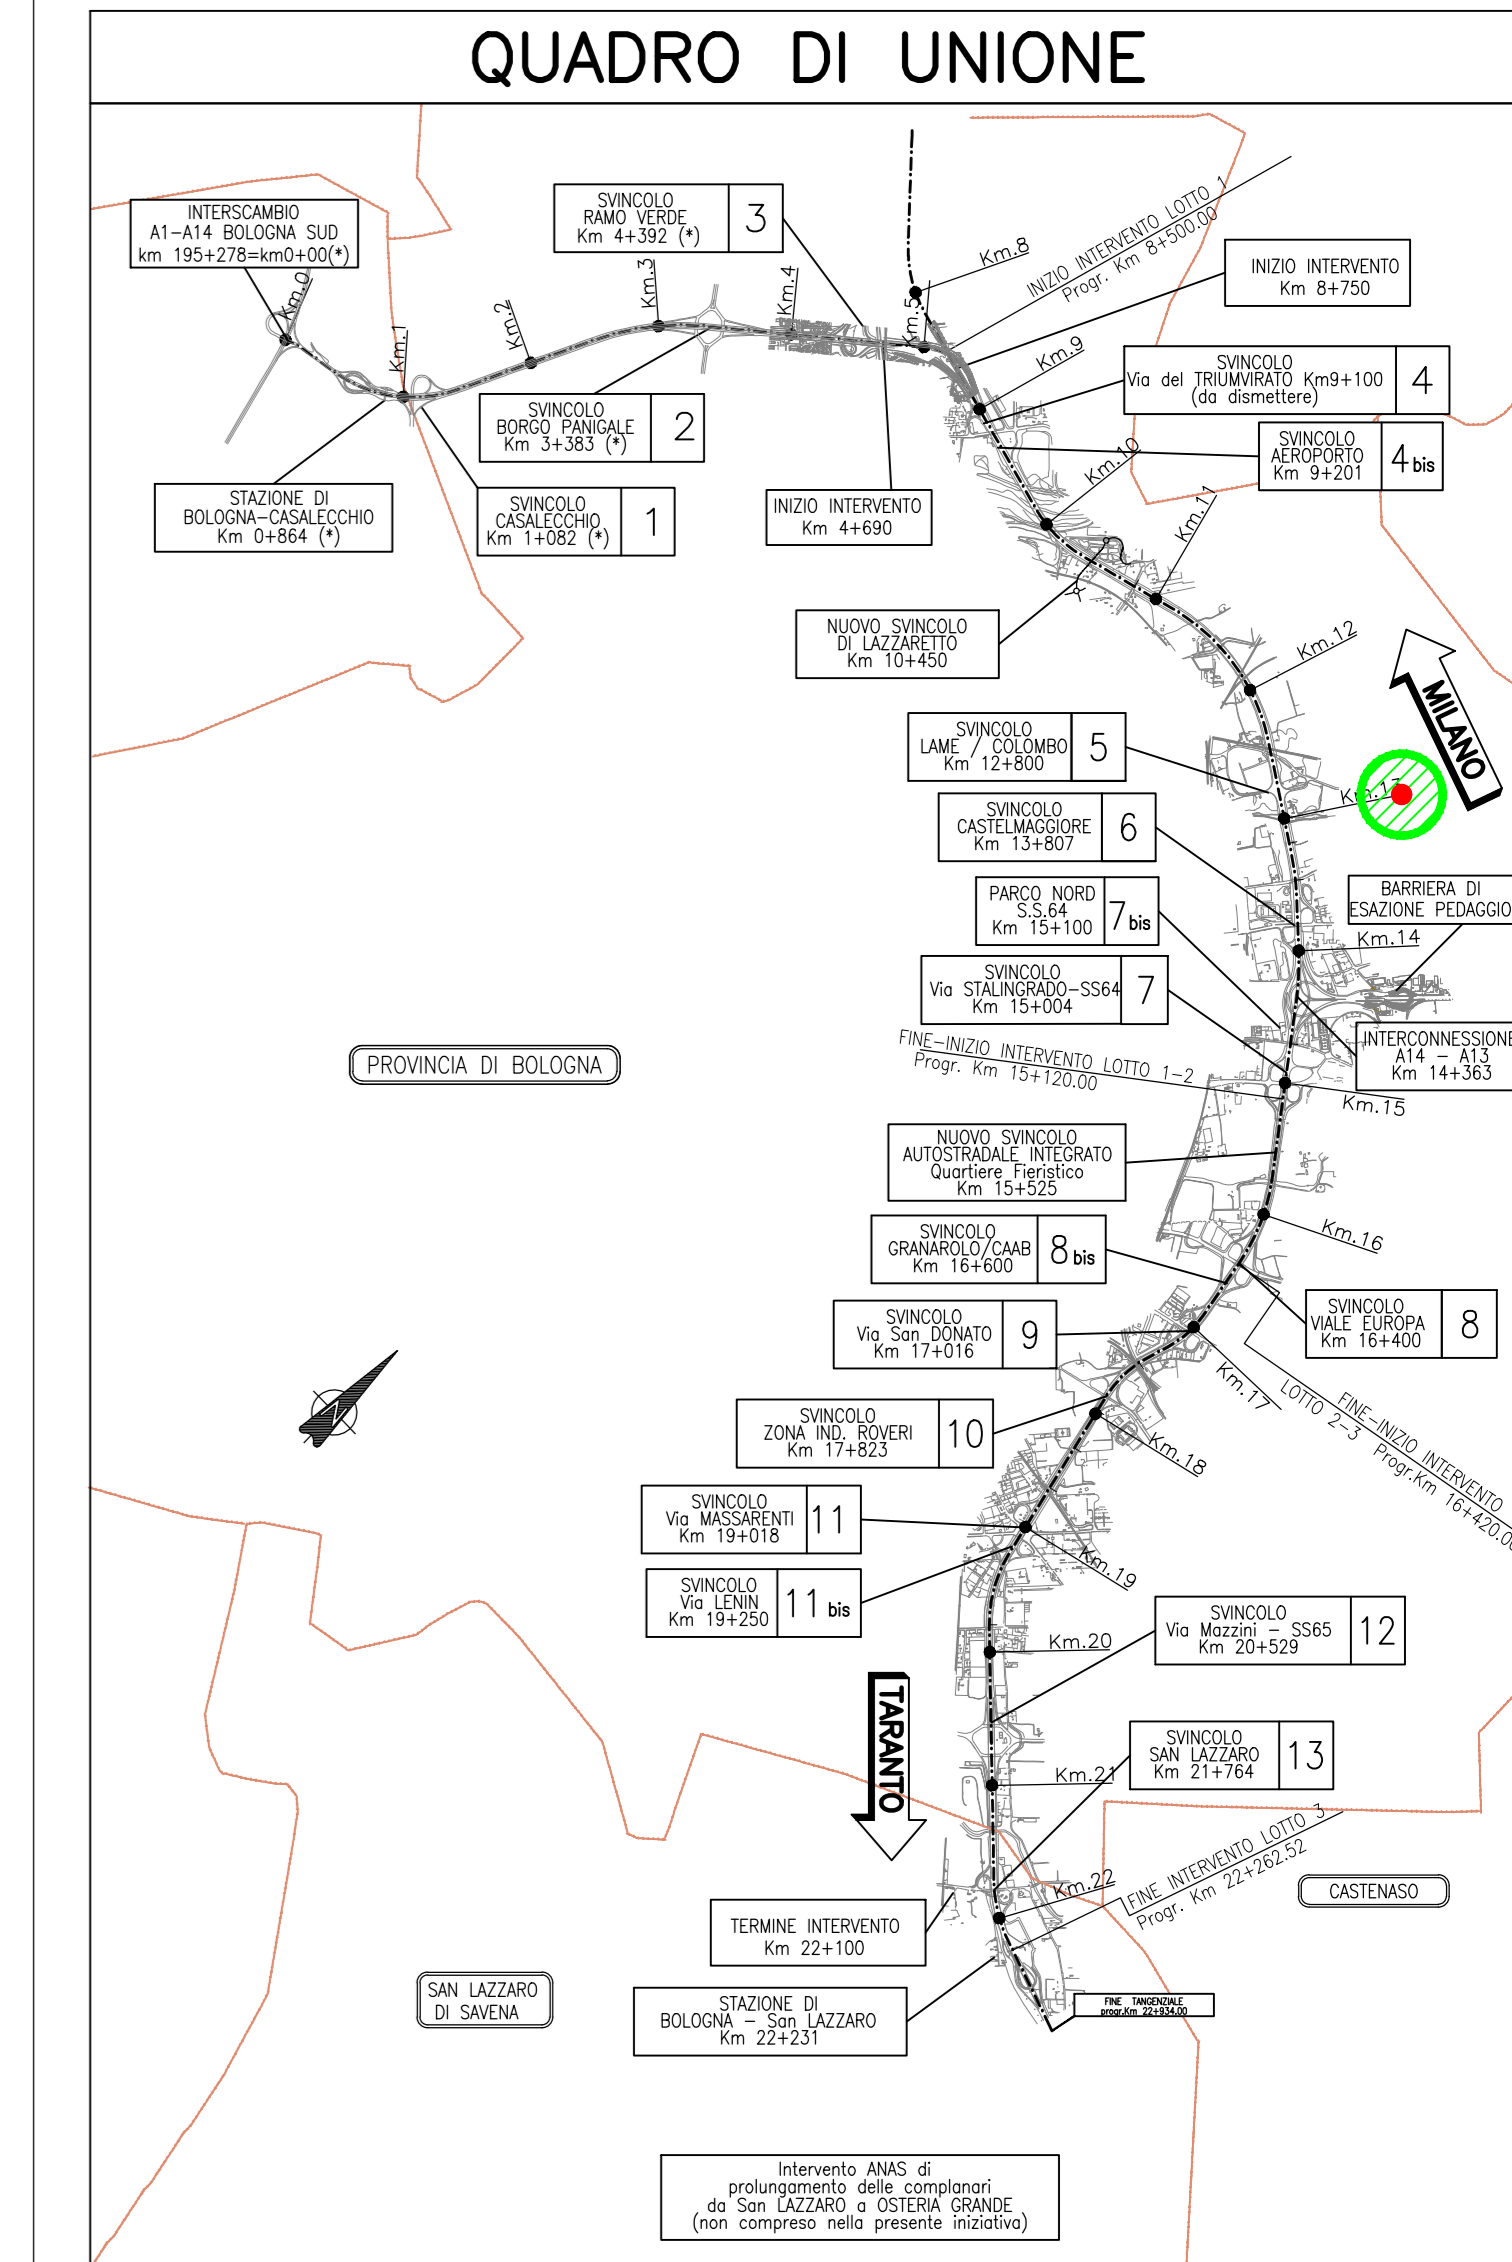 QUADRO DI UNIONE
INTERSCAMBIO
A1-A14 BOLOGNA SUD
km 195+278=km0+00(*)
SVINCOLO
RAMO VERDE
Km 4+392 (*)
3
Km.0
Km.1
Km.2
Km.3
Km.4
Km.5
Km.8
INIZIO INTERVENTO LOTTO 1
Progr. Km 8+500.00
INIZIO INTERVENTO
Km 8+750
Km.9
SVINCOLO
Via del TRIUMVIRATO Km9+100
(da dismettere)
4
SVINCOLO
BORGO PANIGALE
Km 3+383 (*)
2
SVINCOLO
AEROPORTO
Km 9+201
4 bis
Km.10
STAZIONE DI
BOLOGNA-CASALECCHIO
Km 0+864 (*)
SVINCOLO
CASALECCHIO
Km 1+082 (*)
1
INIZIO INTERVENTO
Km 4+690
Km.11
NUOVO SVINCOLO
DI LAZZARETTO
Km 10+450
Km.12
MILANO
SVINCOLO
LAME / COLOMBO
Km 12+800
5
SVINCOLO
CASTELMAGGIORE
Km 13+807
6
BARRIERA DI
ESAZIONE PEDAGGIO
PARCO NORD
S.S.64
Km 15+100
7 bis
Km.14
SVINCOLO
Via STALINGRADO-SS64
Km 15+004
7
INTERCONNESSIONE
A14 - A13
Km 14+363
FINE-INIZIO INTERVENTO LOTTO 1-2
Progr. Km 15+120.00
Km.15
PROVINCIA DI BOLOGNA
NUOVO SVINCOLO
AUTOSTRADALE INTEGRATO
Quartiere Fieristico
Km 15+525
Km.16
SVINCOLO
GRANAROLO/CAAB
Km 16+600
8 bis
SVINCOLO
VIALE EUROPA
Km 16+400
8
SVINCOLO
Via San DONATO
Km 17+016
9
Km.17
FINE-INIZIO INTERVENTO
LOTTO 2-3 Progr.Km 16+420.00
SVINCOLO
ZONA IND. ROVERI
Km 17+823
10
Km.18
SVINCOLO
Via MASSARENTI
Km 19+018
11
Km.19
SVINCOLO
Via LENIN
Km 19+250
11 bis
SVINCOLO
Via Mazzini - SS65
Km 20+529
12
Km.20
TARANTO
SVINCOLO
SAN LAZZARO
Km 21+764
13
Km.21
FINE INTERVENTO LOTTO 3
Progr. Km 22+262.52
Km.22
CASTENASO
TERMINE INTERVENTO
Km 22+100
SAN LAZZARO
DI SAVENA
STAZIONE DI
BOLOGNA - San LAZZARO
Km 22+231
FINE TANGENZIALE
progr.Km 22+934.00
Intervento ANAS di
prolungamento delle complanari
da San LAZZARO a OSTERIA GRANDE
(non compreso nella presente iniziativa)